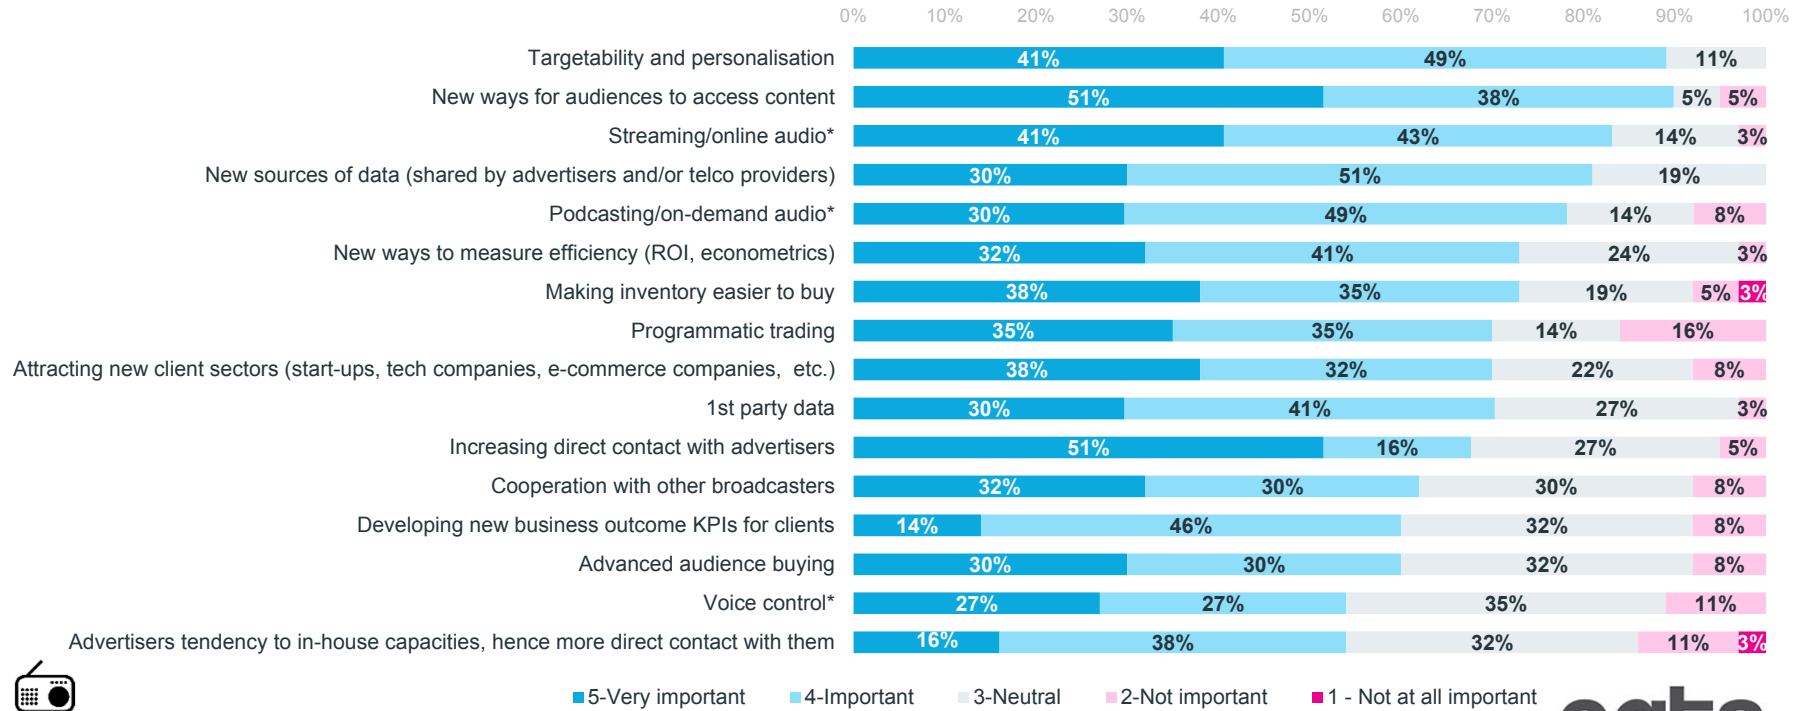 0% 10% 20% 30% 40% 50% 60% 70% 80% 90% 100%
Targetability and personalisation 41% 49% 11%
New ways for audiences to access content 51% 38% 5% 5%
Streaming/online audio* 41% 43% 14% 3%
New sources of data (shared by advertisers and/or telco providers) 30% 51% 19%
Podcasting/on-demand audio* 30% 49% 14% 8%
New ways to measure efficiency (ROI, econometrics) 32% 41% 24% 3%
Making inventory easier to buy 38% 35% 19% 5% 3%
Programmatic trading 35% 35% 14% 16%
Attracting new client sectors (start-ups, tech companies, e-commerce companies, etc.) 38% 32% 22% 8%
1st party data 30% 41% 27% 3%
Increasing direct contact with advertisers 51% 16% 27% 5%
Cooperation with other broadcasters 32% 30% 30% 8%
Developing new business outcome KPIs for clients 14% 46% 32% 8%
Advanced audience buying 30% 30% 32% 8%
Voice control* 27% 27% 35% 11%
Advertisers tendency to in-house capacities, hence more direct contact with them 16% 38% 32% 11% 3%
5-Very important 4-Important 3-Neutral 2-Not important 1 - Not at all important